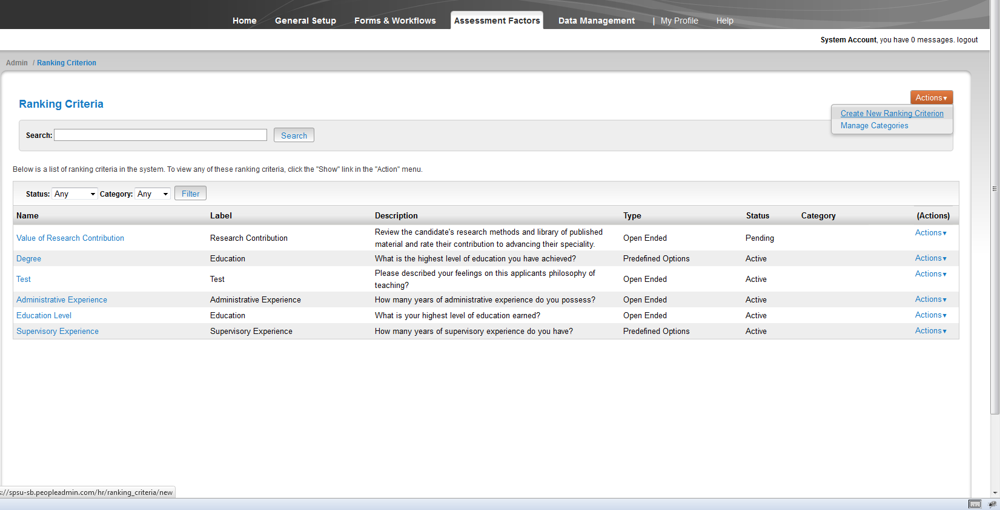 Home General Setup Forms & Workflows Assessment Factors Data Management | My Profile Help
System Account, you have 0 messages. logout
Admin / Ranking Criterion
Ranking Criteria
Actions▼
Create New Ranking Criterion
Manage Categories
Search: Search
Below is a list of ranking criteria in the system. To view any of these ranking criteria, click the "Show" link in the "Action" menu.
Status: Any Category: Any Filter
Name Label Description Type Status Category (Actions)
Value of Research Contribution Research Contribution Review the candidate's research methods and library of published Open Ended Pending Actions▼
material and rate their contribution to advancing their speciality.
Degree Education What is the highest level of education you have achieved? Predefined Options Active Actions▼
Test Test Please described your feelings on this applicants philosophy of Open Ended Active Actions▼
teaching?
Administrative Experience Administrative Experience How many years of administrative experience do you possess? Open Ended Active Actions▼
Education Level Education What is your highest level of education earned? Open Ended Active Actions▼
Supervisory Experience Supervisory Experience How many years of supervisory experience do you have? Predefined Options Active Actions▼
s://spsu-sb.peopleadmin.com/hr/ranking_criteria/new